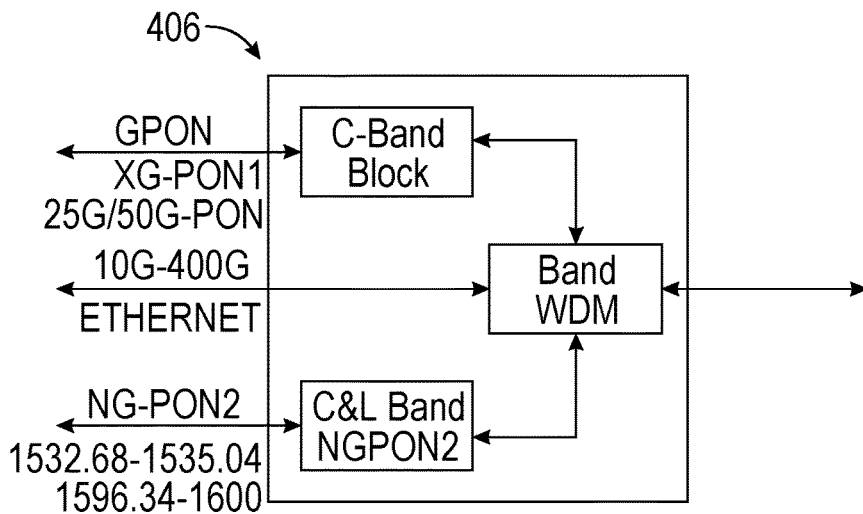 406
GPON
XG-PON1
25G/50G-PON
C-Band
Block
10G-400G
ETHERNET
Band
WDM
NG-PON2
1532.68-1535.04
1596.34-1600
C&L Band
NGPON2